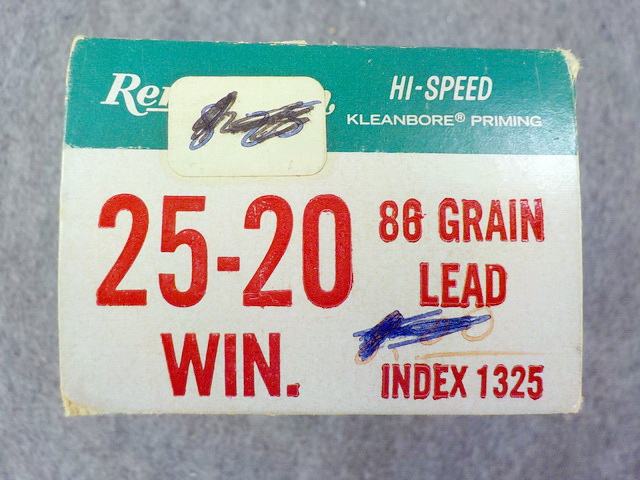 HI-SPEED
KLEANBORE® PRIMING
25-20
WIN.
86 GRAIN
LEAD
INDEX 1325